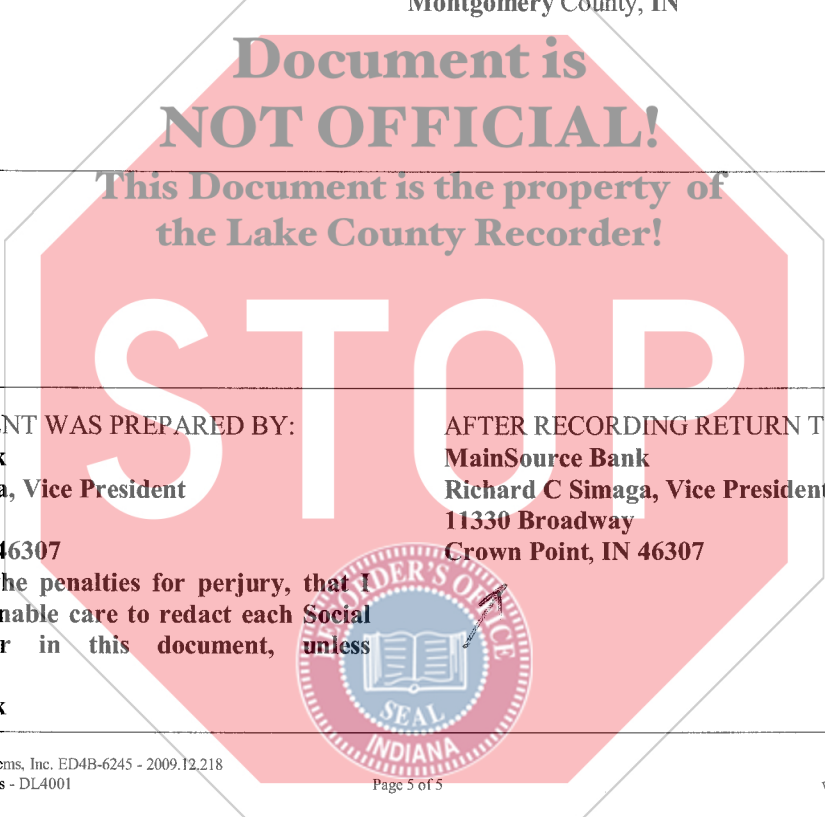 Montgomery County, IN
Document is
NOT OFFICIAL!
This Document is the property of
the Lake County Recorder!
STOP
ENT WAS PREPARED BY:
k
a, Vice President
46307
he penalties for perjury, that I
nable care to redact each Social
r in this document, unless
k
AFTER RECORDING RETURN T
MainSource Bank
Richard C Simaga, Vice President
11330 Broadway
Crown Point, IN 46307
RECORDER'S OFFICE
SEAL
INDIANA
ems, Inc. ED4B-6245 - 2009.12.218
s - DL4001
Page 5 of 5